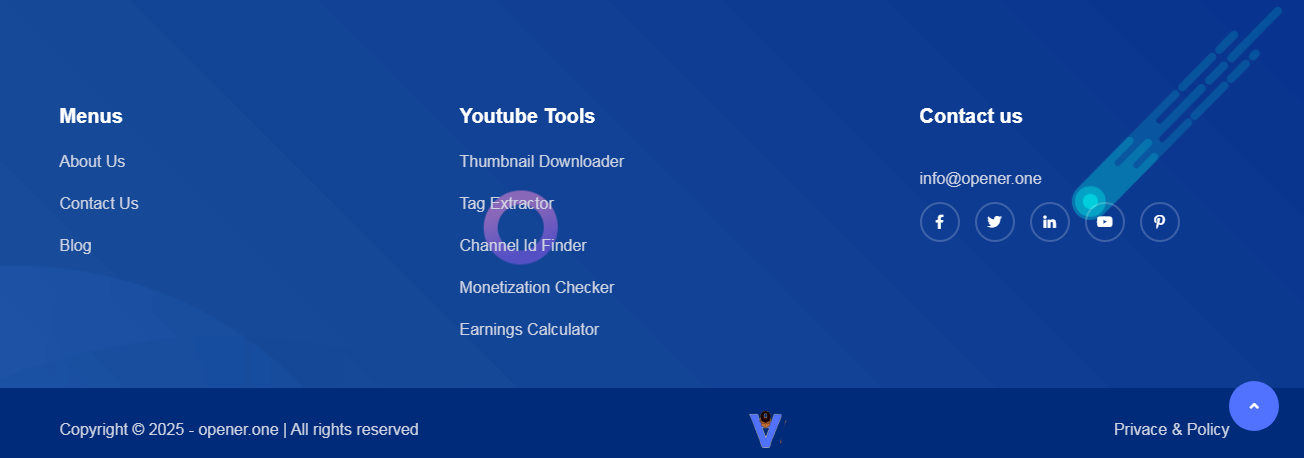 Menus
About Us
Contact Us
Blog
Youtube Tools
Thumbnail Downloader
Tag Extractor
Channel Id Finder
Monetization Checker
Earnings Calculator
Contact us
info@opener.one
Copyright © 2025 - opener.one | All rights reserved
V
Privace & Policy